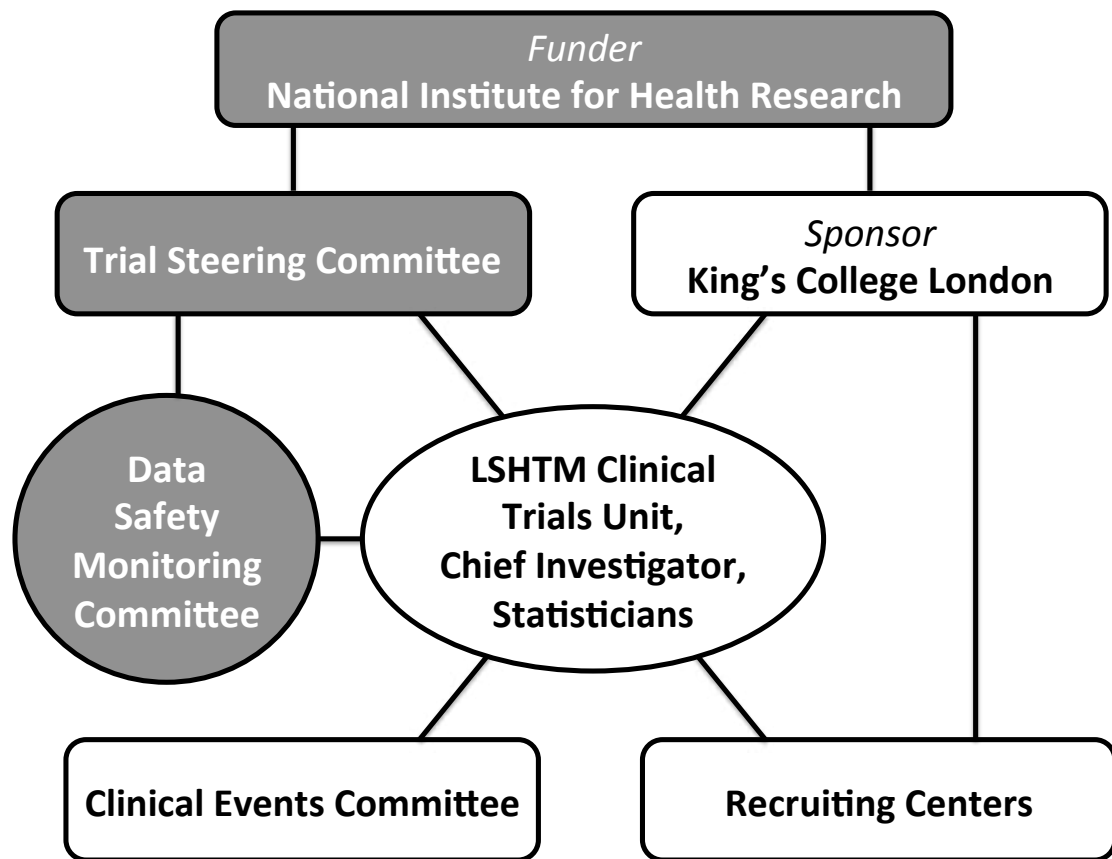 Funder
National Institute for Health Research
Trial Steering Committee
Sponsor
King’s College London
Data
Safety
Monitoring
Committee
LSHTM Clinical
Trials Unit,
Chief Investigator,
Statisticians
Clinical Events Committee
Recruiting Centers